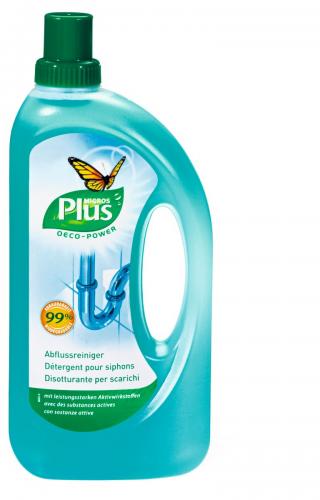 MIGROS
Plus
OECO-POWER
99%
Abflussreiniger
Détergent pour siphons
Disotturante per scarichi
mit leistungsstarken Aktivwirkstoffen
avec des substances actives
con sostanze attive